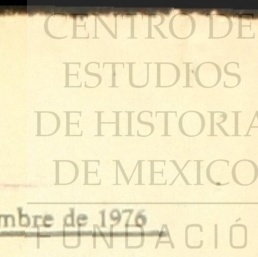 CENTRO DE
ESTUDIOS
DE HISTORIA
DE MEXICO
mbre de 1976
FUNDACIÓ